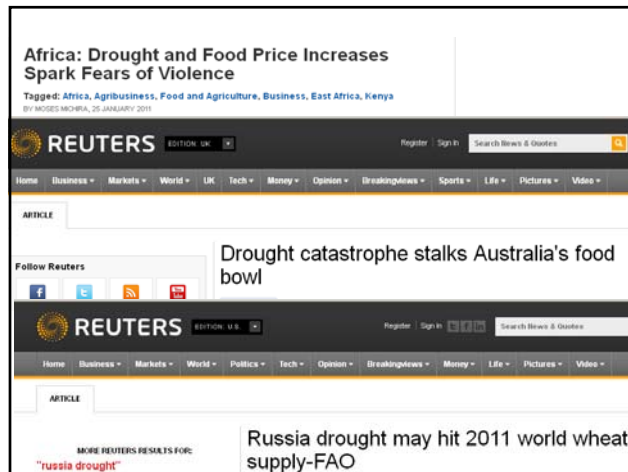 Africa: Drought and Food Price Increases
Spark Fears of Violence
Tagged: Africa, Agribusiness, Food and Agriculture, Business, East Africa, Kenya
BY MOSES MICHIRA, 25 JANUARY 2011
REUTERS EDITION: UK Register Sign In Search News & Quotes
Home Business Markets World UK Tech Money Opinion Breakingviews Sports Life Pictures Video
ARTICLE
Drought catastrophe stalks Australia's food
bowl
Follow Reuters
f t You Tube
REUTERS EDITION: U.S. Register Sign In t f in Search News & Quotes
Home Business Markets World Politics Tech Opinion Breakingviews Money Life Pictures Video
ARTICLE
Russia drought may hit 2011 world wheat
supply-FAO
MORE REUTERS RESULTS FOR:
"russia drought"